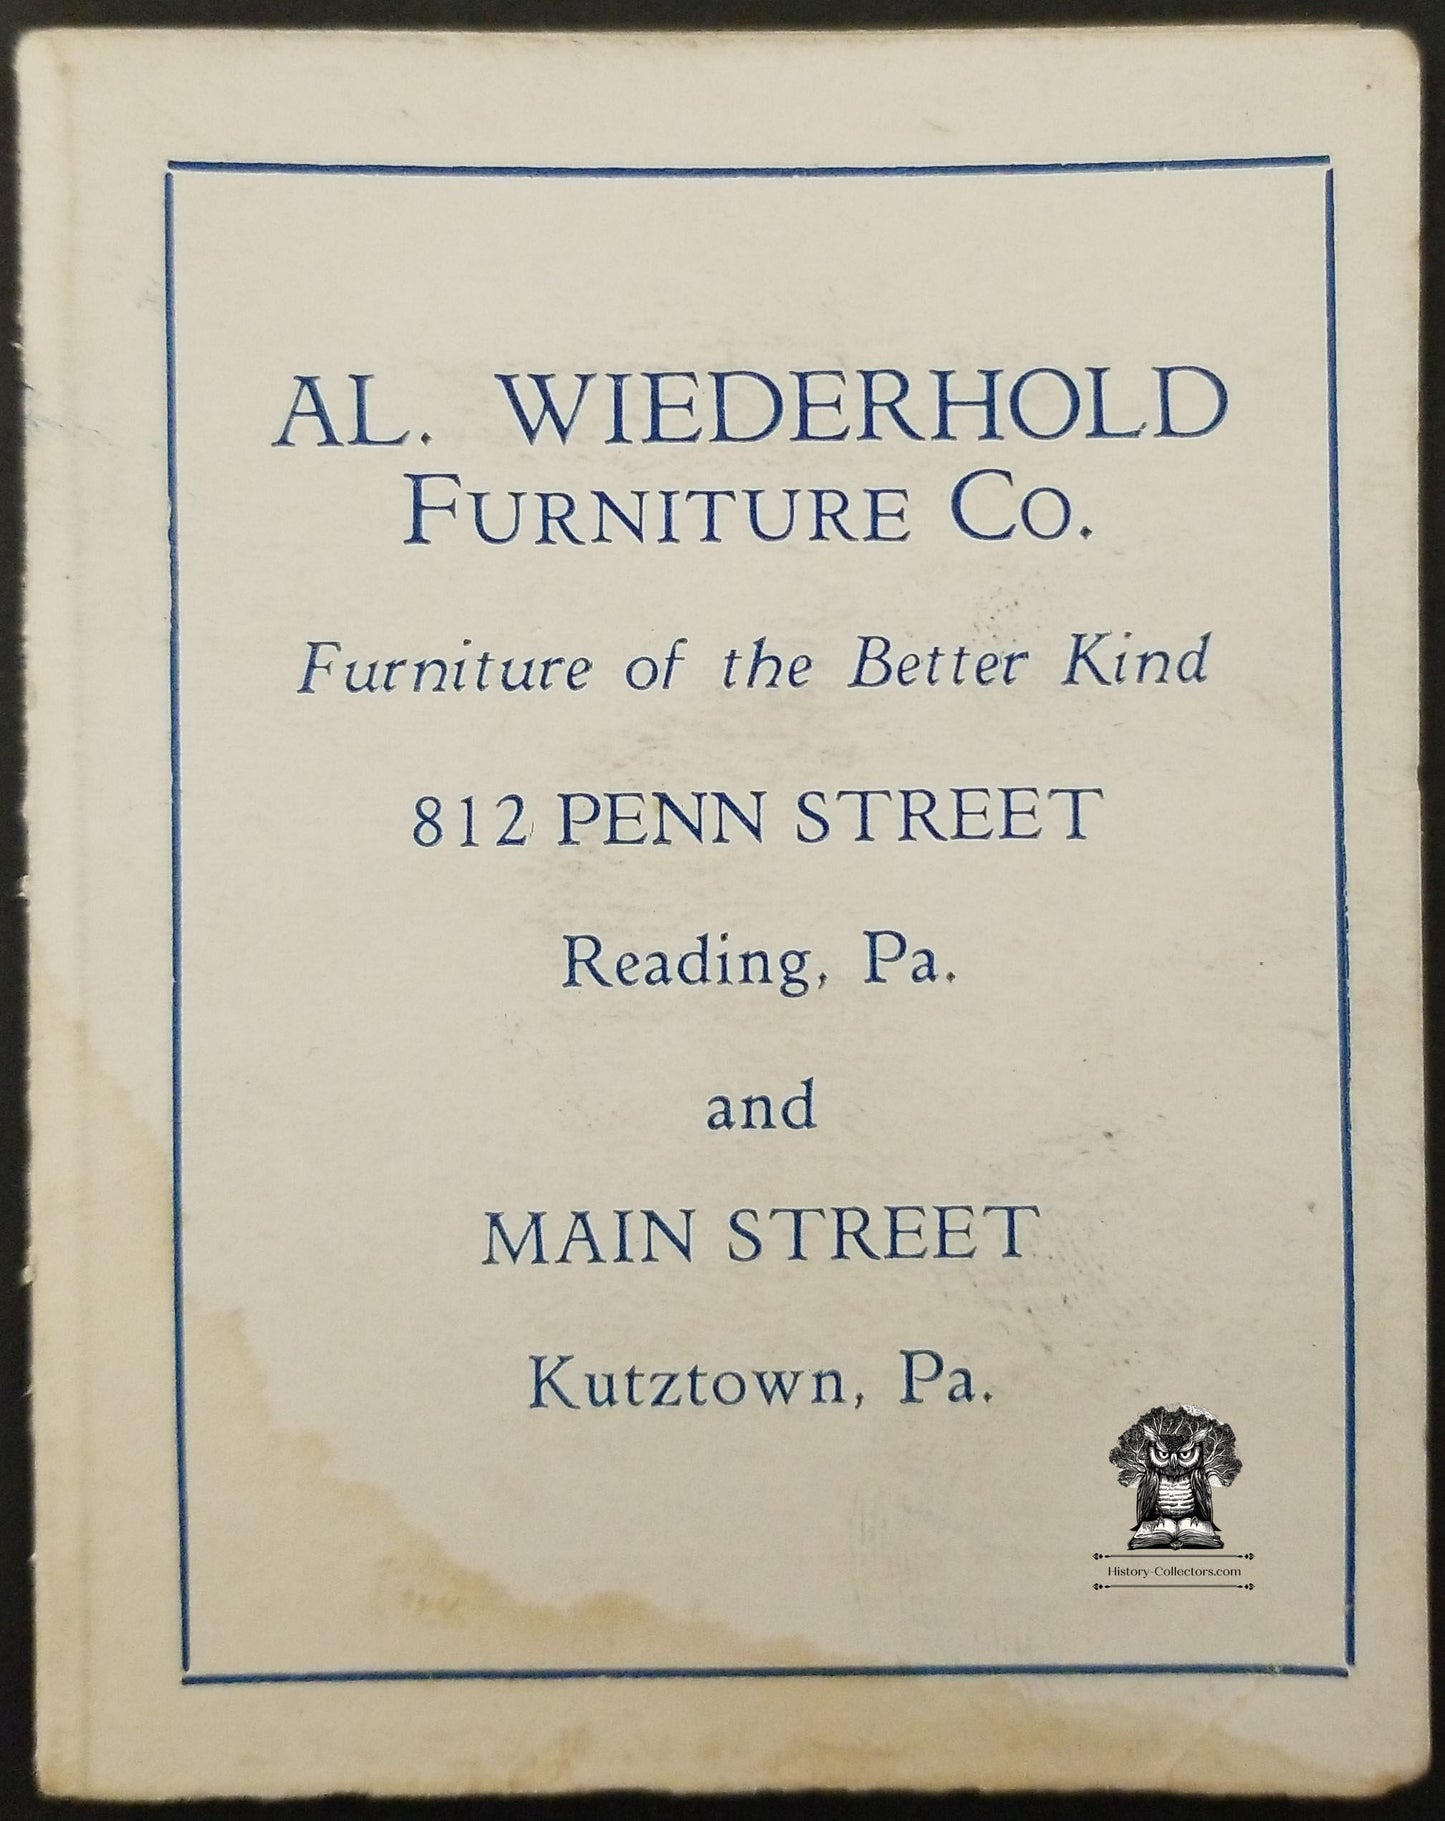 AL. WIEDERHOLD
FURNITURE CO.
Furniture of the Better Kind
812 PENN STREET
Reading, Pa.
and
MAIN STREET
Kutztown, Pa.
History-Collectors.com